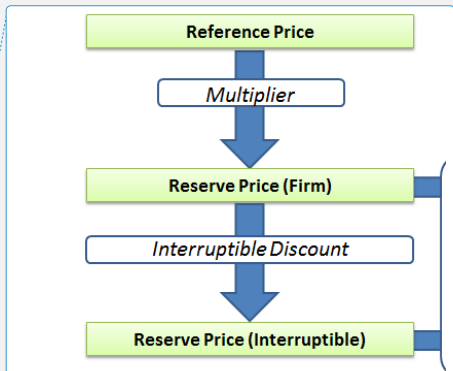 Reference Price
Multiplier
Reserve Price (Firm)
Interruptible Discount
Reserve Price (Interruptible)